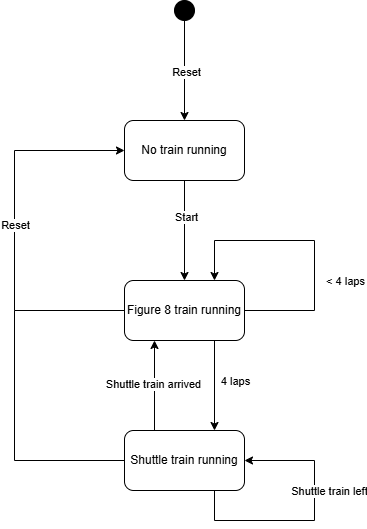 Reset
No train running
Start
Reset
< 4 laps
Figure 8 train running
Shuttle train arrived
4 laps
Shuttle train running
Shuttle train left